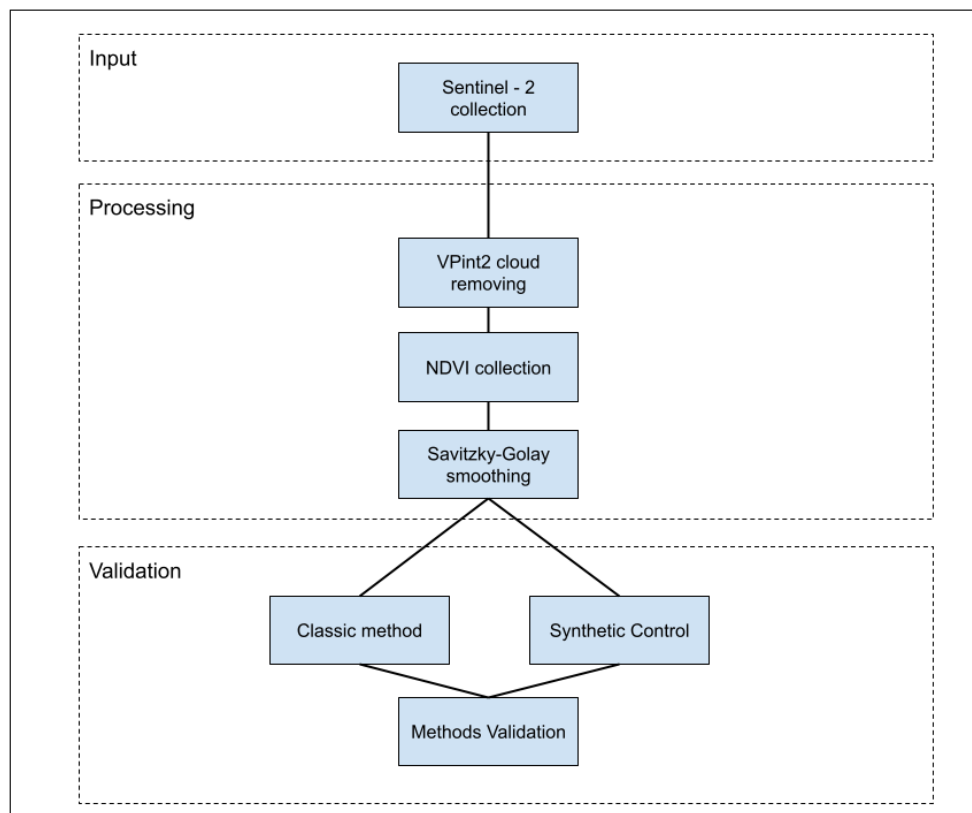 Input
Sentinel - 2
collection
Processing
VPint2 cloud
removing
NDVI collection
Savitzky-Golay
smoothing
Validation
Classic method
Synthetic Control
Methods Validation